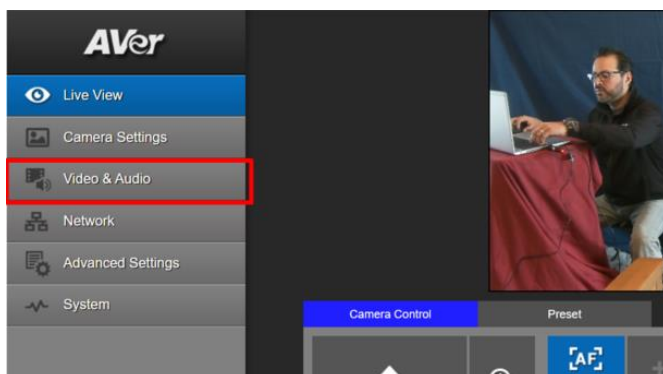 AVer
Live View
Camera Settings
Video & Audio
Network
Advanced Settings
System
Camera Control
Preset
AF